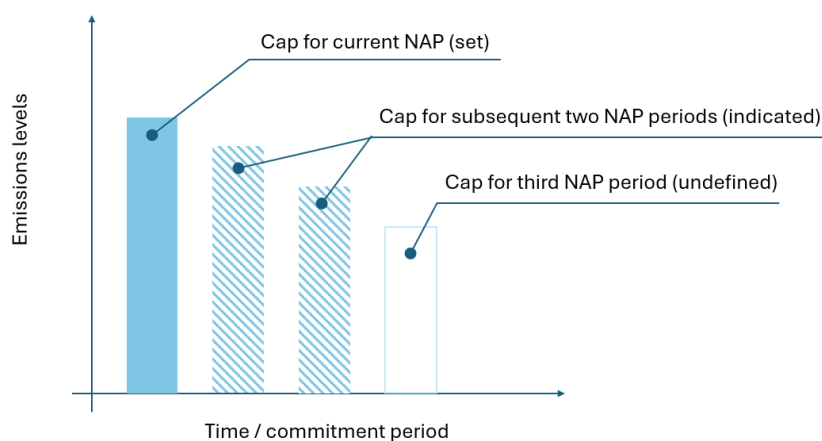 Cap for current NAP (set)
Cap for subsequent two NAP periods (indicated)
Cap for third NAP period (undefined)
Emissions levels
Time / commitment period